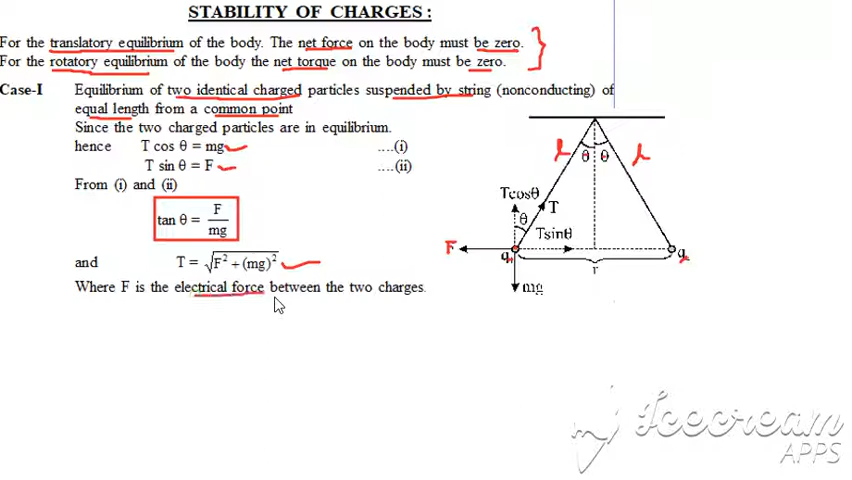 STABILITY OF CHARGES :
For the translatory equilibrium of the body. The net force on the body must be zero.
For the rotatory equilibrium of the body the net torque on the body must be zero.
Case-I Equilibrium of two identical charged particles suspended by string (nonconducting) of
equal length from a common point
Since the two charged particles are in equilibrium.
hence T cos θ = mg ....(i)
T sin θ = F ....(ii)
From (i) and (ii)
tan θ = F/mg
and T = √F² + (mg)²
Where F is the electrical force between the two charges.
l θ θ l
Tcosθ
T
θ
Tsinθ
F
q q
r
mg
Icecream
APPS